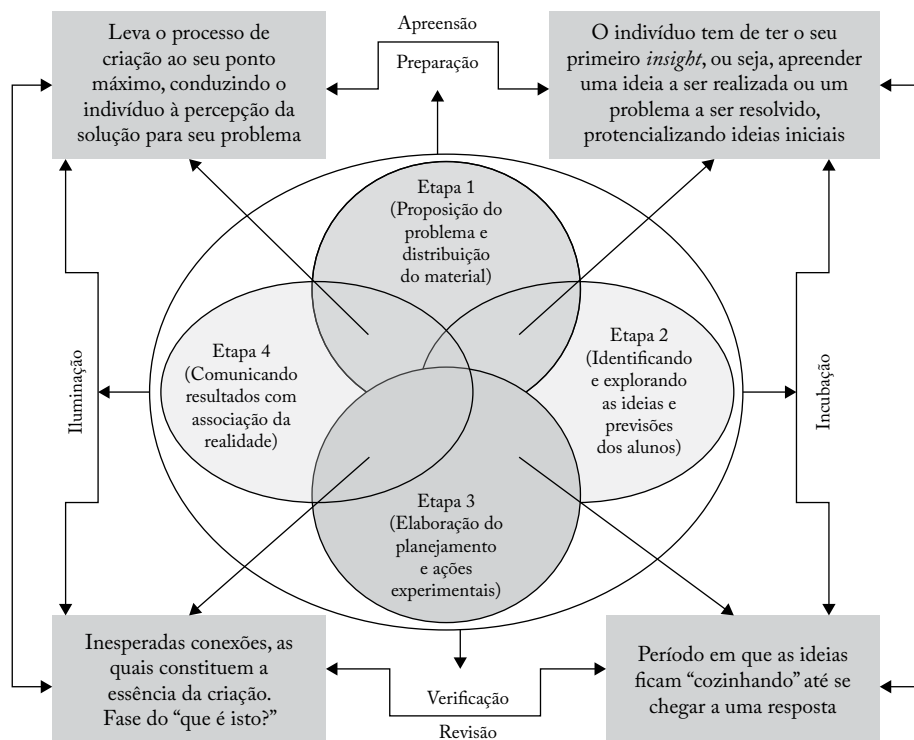 Leva o processo de
criação ao seu ponto
máximo, conduzindo o
indivíduo à percepção da
solução para seu problema
Apreensão
Preparação
O indivíduo tem de ter o seu
primeiro insight, ou seja, apreender
uma ideia a ser realizada ou um
problema a ser resolvido,
potencializando ideias iniciais
Etapa 1
(Proposição do
problema e
distribuição
do material)
Iluminação
Etapa 4
(Comunicando
resultados com
associação da
realidade)
Etapa 2
(Identificando
e explorando
as ideias e
previsões
dos alunos)
Incubação
Etapa 3
(Elaboração do
planejamento
e ações
experimentais)
Inesperadas conexões, as
quais constituem a
essência da criação.
Fase do “que é isto?”
Verificação
Revisão
Período em que as ideias
ficam “cozinhando” até se
chegar a uma resposta